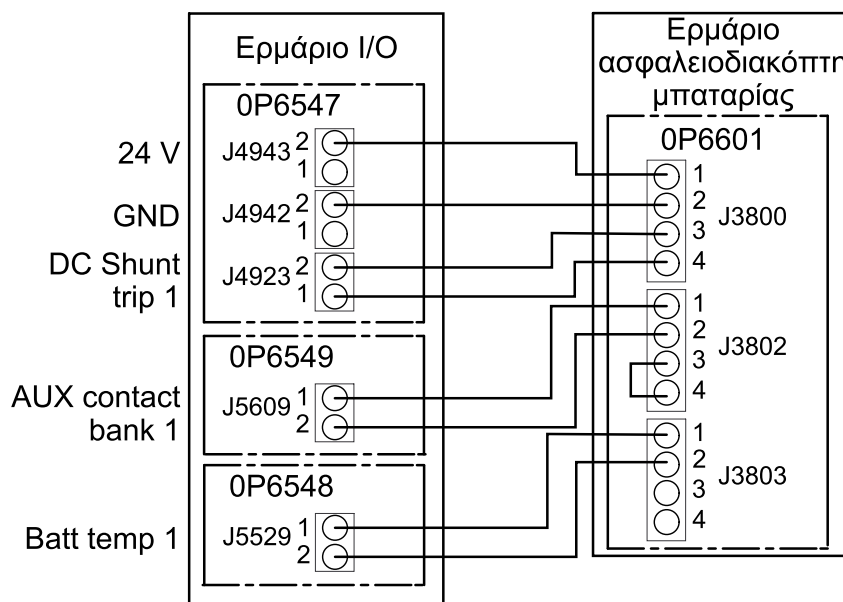 Ερμάριο I/O
0P6547
24 V
J4943
2
1
GND
J4942
2
1
DC Shunt
trip 1
J4923
2
1
0P6549
AUX contact
bank 1
J5609
1
2
0P6548
Batt temp 1
J5529
1
2
Ερμάριο
ασφαλειοδιακόπτη
μπαταρίας
0P6601
1
2
3
4
J3800
1
2
3
4
J3802
1
2
3
4
J3803